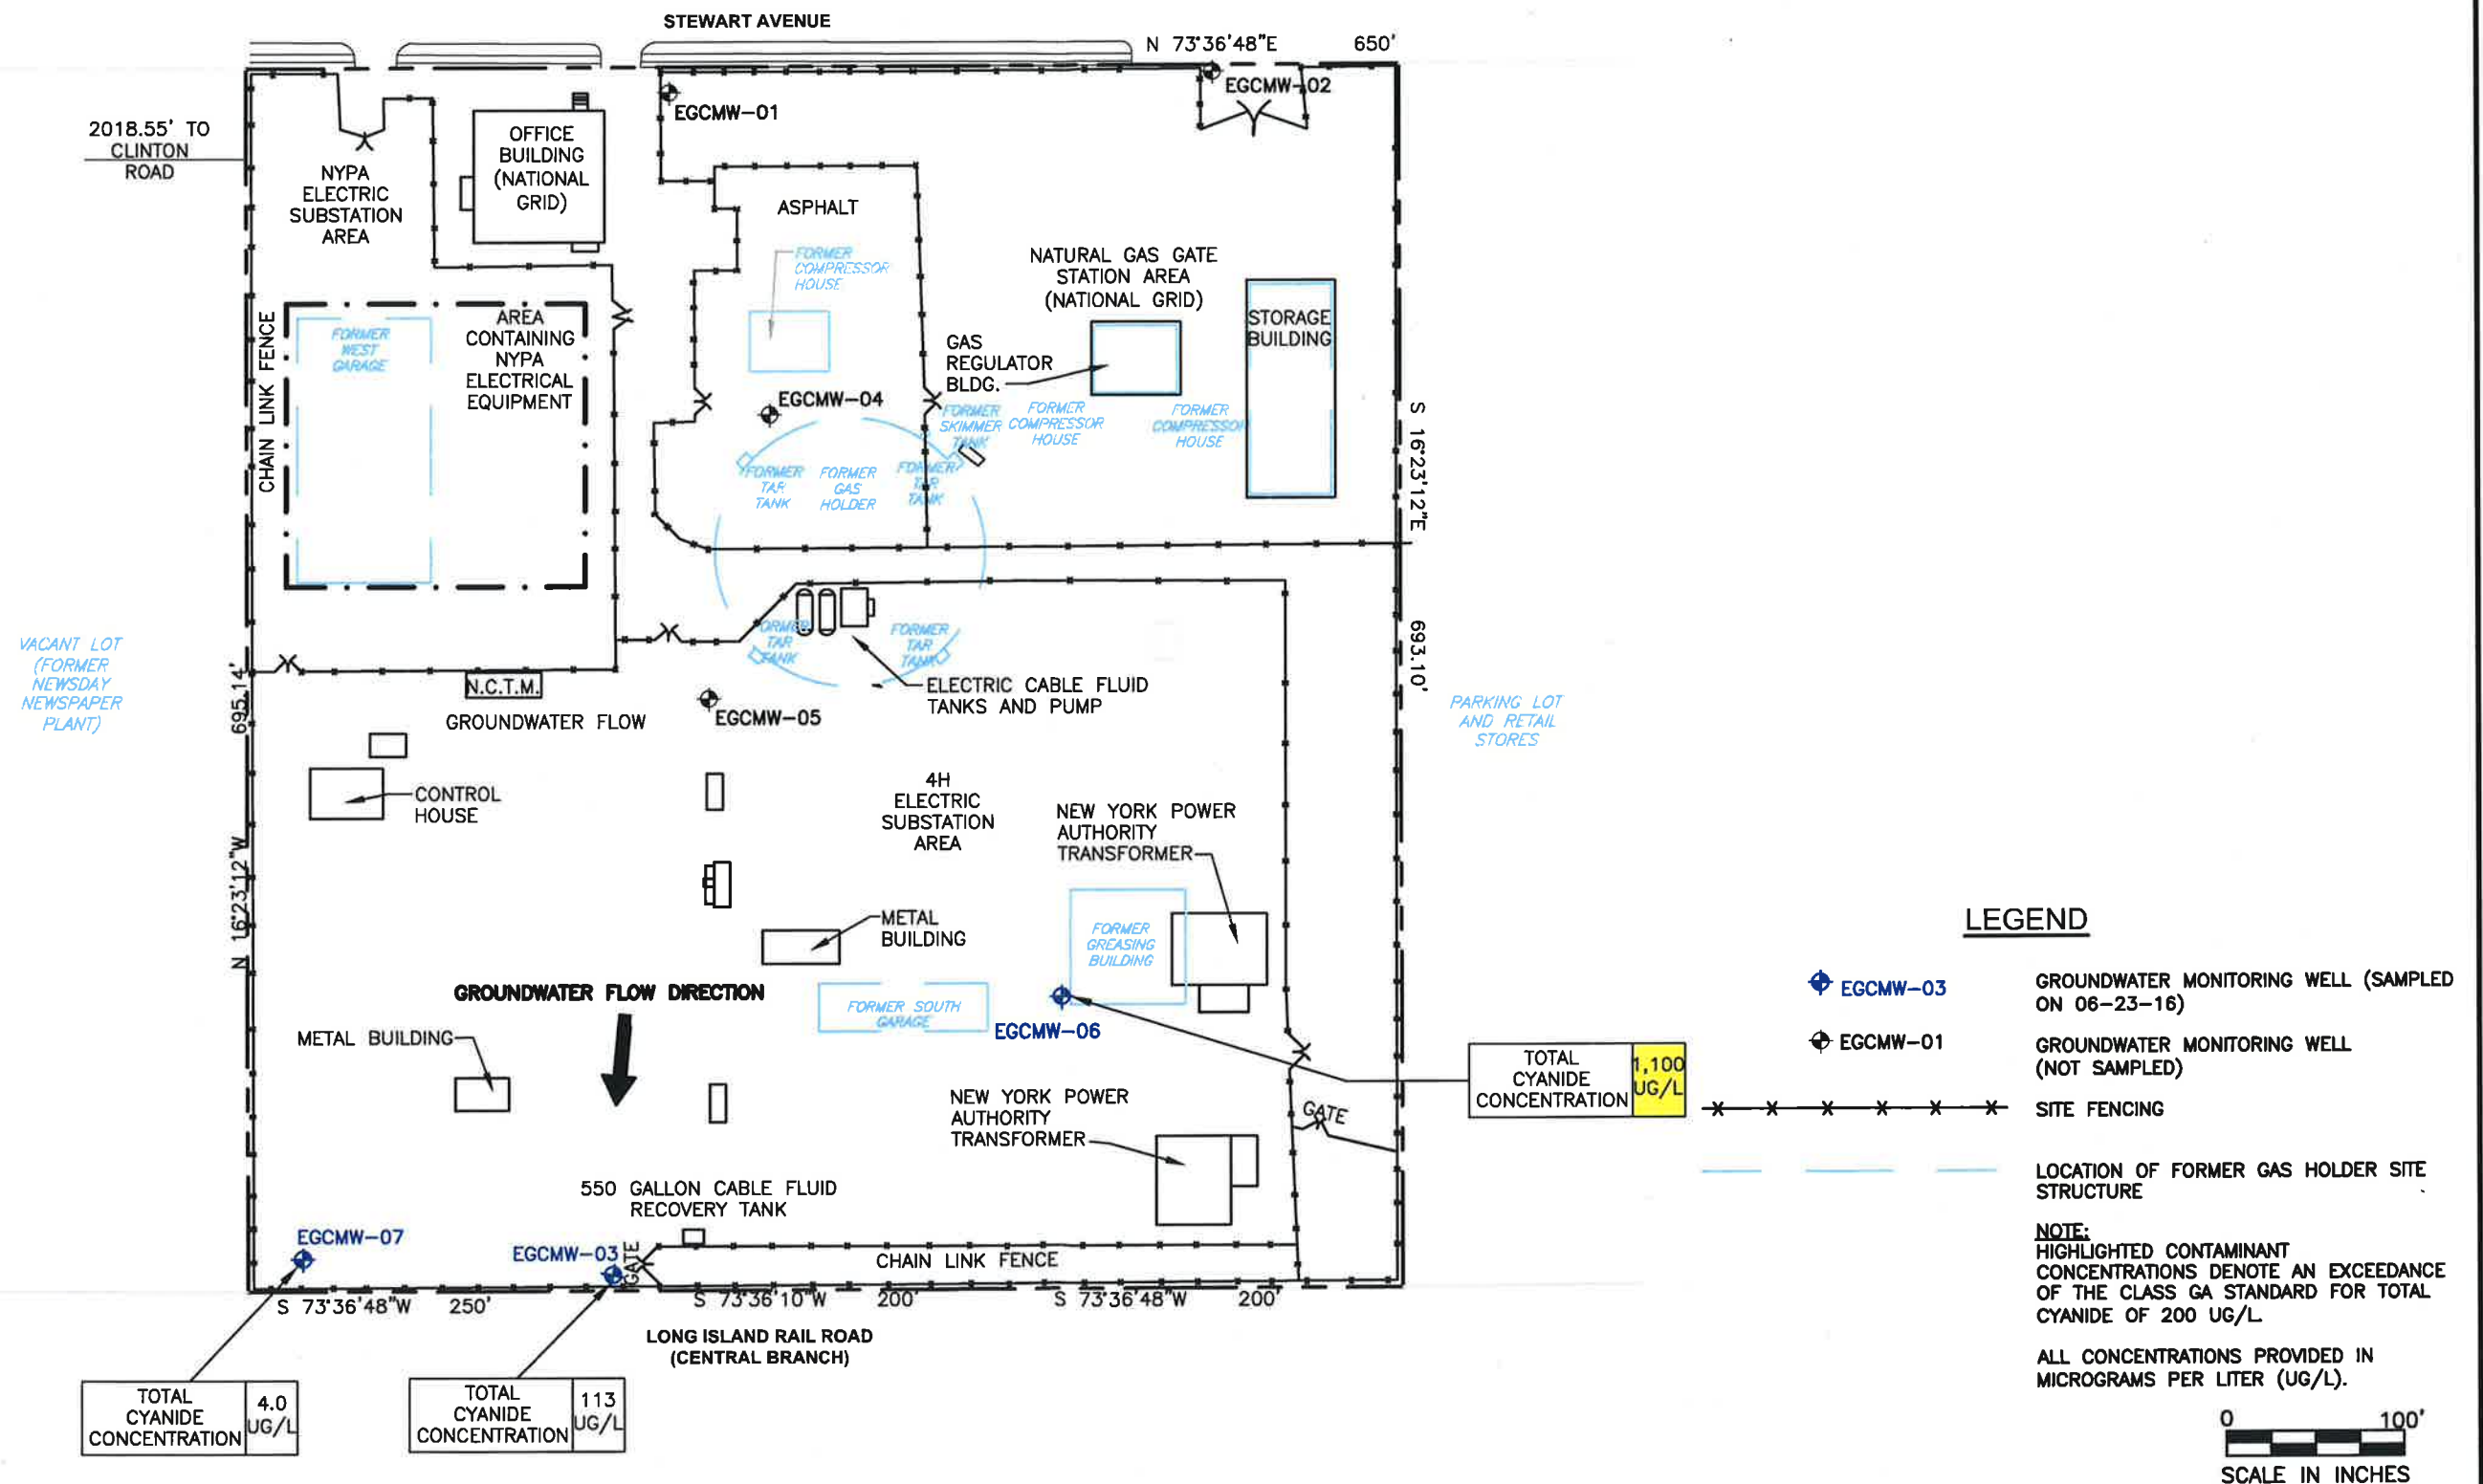 STEWART AVENUE
N 73°36'48"E 650'
EGCMW-02
EGCMW-01
2018.55' TO
CLINTON
ROAD
OFFICE
BUILDING
(NATIONAL
GRID)
NYPA
ELECTRIC
SUBSTATION
AREA
ASPHALT
FORMER
COMPRESSOR
HOUSE
NATURAL GAS GATE
STATION AREA
(NATIONAL GRID)
STORAGE
BUILDING
CHAIN LINK FENCE
FORMER
WEST
GARAGE
AREA
CONTAINING
NYPA
ELECTRICAL
EQUIPMENT
GAS
REGULATOR
BLDG.
EGCMW-04
FORMER
SKIMMER
TANK
FORMER
COMPRESSOR
HOUSE
FORMER
COMPRESSOR
HOUSE
S 16°23'12"E
693.10'
FORMER
TAR
TANK
FORMER
GAS
HOLDER
FORMER
TAR
TANK
FORMER
TAR
TANK
FORMER
TAR
TANK
VACANT LOT
(FORMER
NEWSDAY
NEWSPAPER
PLANT)
N 16°23'12"W
695.14'
N.C.T.M.
GROUNDWATER FLOW
EGCMW-05
ELECTRIC CABLE FLUID
TANKS AND PUMP
PARKING LOT
AND RETAIL
STORES
CONTROL
HOUSE
4H
ELECTRIC
SUBSTATION
AREA
NEW YORK POWER
AUTHORITY
TRANSFORMER
METAL
BUILDING
FORMER
GREASING
BUILDING
GROUNDWATER FLOW DIRECTION
FORMER SOUTH
GARAGE
EGCMW-06
METAL BUILDING
TOTAL
CYANIDE
CONCENTRATION
1,100
UG/L
NEW YORK POWER
AUTHORITY
TRANSFORMER
GATE
550 GALLON CABLE FLUID
RECOVERY TANK
EGCMW-07
EGCMW-03
GATE
CHAIN LINK FENCE
S 73°36'48"W 250'
S 73°36'10"W 200'
S 73°36'48"W 200'
LONG ISLAND RAIL ROAD
(CENTRAL BRANCH)
TOTAL
CYANIDE
CONCENTRATION
4.0
UG/L
TOTAL
CYANIDE
CONCENTRATION
113
UG/L
LEGEND
EGCMW-03
GROUNDWATER MONITORING WELL (SAMPLED
ON 06-23-16)
EGCMW-01
GROUNDWATER MONITORING WELL
(NOT SAMPLED)
SITE FENCING
LOCATION OF FORMER GAS HOLDER SITE
STRUCTURE
NOTE:
HIGHLIGHTED CONTAMINANT
CONCENTRATIONS DENOTE AN EXCEEDANCE
OF THE CLASS GA STANDARD FOR TOTAL
CYANIDE OF 200 UG/L
ALL CONCENTRATIONS PROVIDED IN
MICROGRAMS PER LITER (UG/L).
0 100'
SCALE IN INCHES